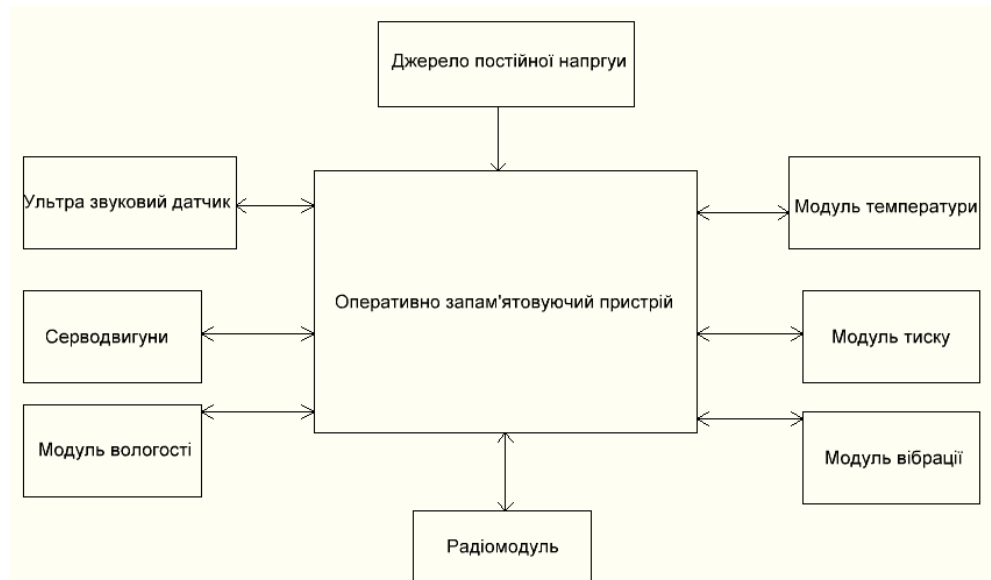 Джерело постійної напргуи
Ультра звуковий датчик
Модуль температури
Оперативно запам'ятовуючий пристрій
Серводвигуни
Модуль тиску
Модуль вологості
Модуль вібрації
Радіомодуль